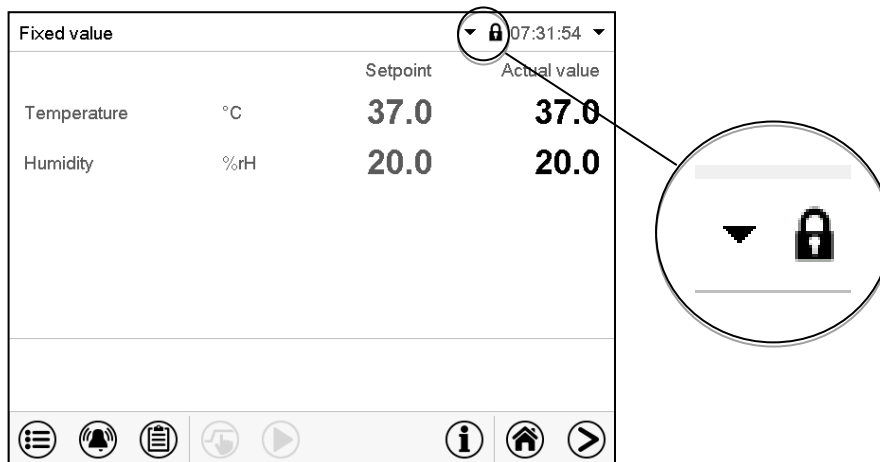 Fixed value 07:31:54
Setpoint Actual value
Temperature °C 37.0 37.0
Humidity %rH 20.0 20.0